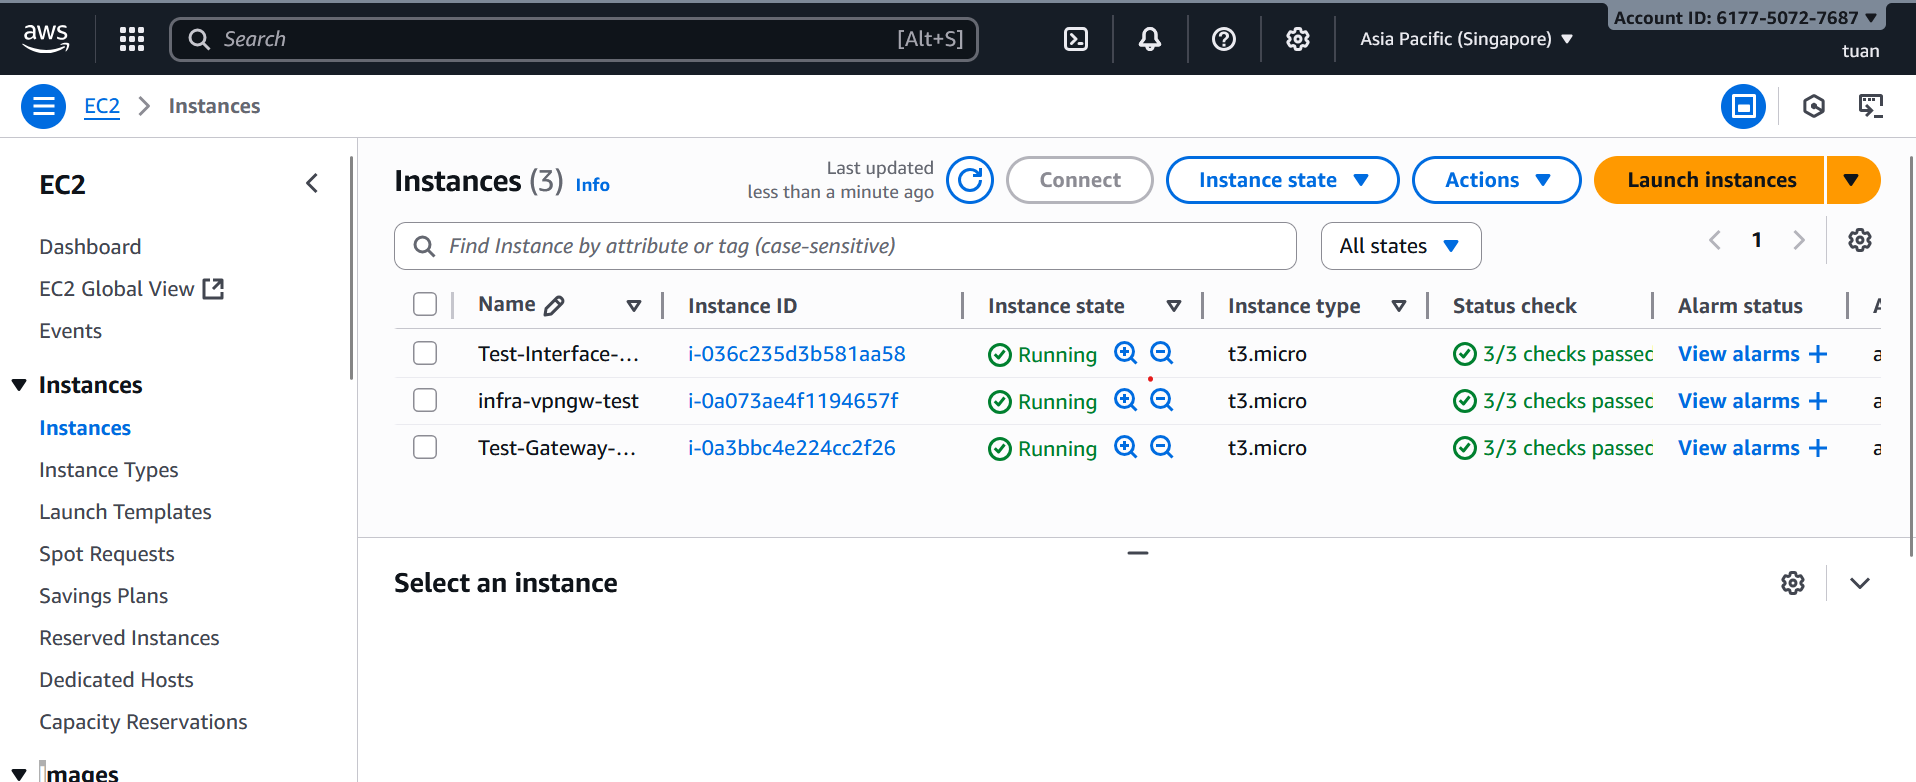 aws
Search [Alt+S]
Asia Pacific (Singapore)
Account ID: 6177-5072-7687
tuan
EC2 Instances
EC2
Dashboard
EC2 Global View
Events
Instances
Instances
Instance Types
Launch Templates
Spot Requests
Savings Plans
Reserved Instances
Dedicated Hosts
Capacity Reservations
Images
Instances (3) Info
Last updated
less than a minute ago
Connect
Instance state
Actions
Launch instances
Find Instance by attribute or tag (case-sensitive)
All states
1
Name Instance ID Instance state Instance type Status check Alarm status A
Test-Interface-... i-036c235d3b581aa58 Running t3.micro 3/3 checks passed View alarms + a
infra-vpngw-test i-0a073ae4f1194657f Running t3.micro 3/3 checks passed View alarms + a
Test-Gateway-... i-0a3bbc4e224cc2f26 Running t3.micro 3/3 checks passed View alarms + a
Select an instance